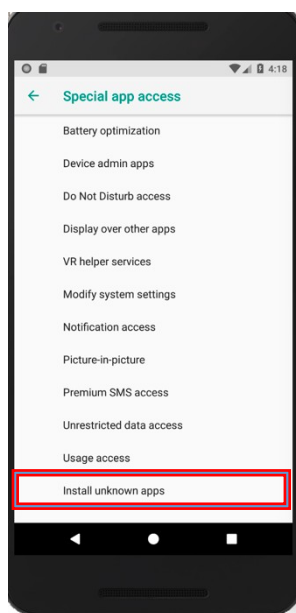 4:18
Special app access
Battery optimization
Device admin apps
Do Not Disturb access
Display over other apps
VR helper services
Modify system settings
Notification access
Picture-in-picture
Premium SMS access
Unrestricted data access
Usage access
Install unknown apps